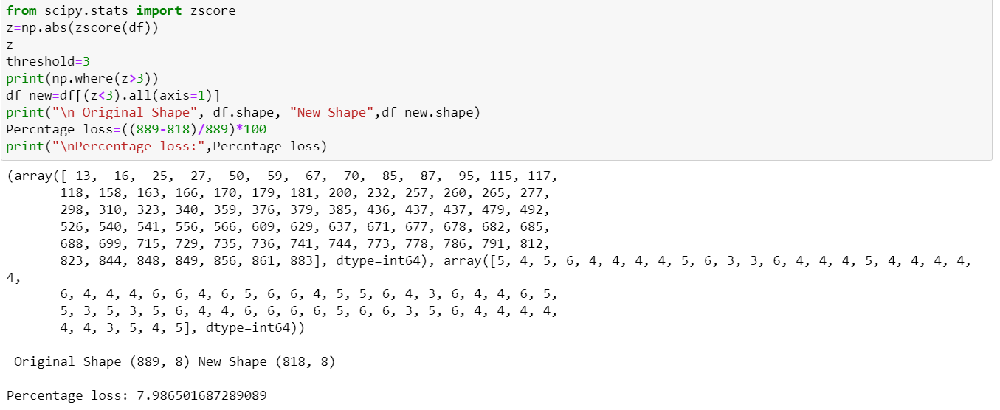 from scipy.stats import zscore
z=np.abs(zscore(df))
z
threshold=3
print(np.where(z>3))
df_new=df[(z<3).all(axis=1)]
print("\n Original Shape", df.shape, "New Shape",df_new.shape)
Percntage_loss=((889-818)/889)*100
print("\nPercentage loss:",Percntage_loss)
(array([ 13,  16,  25,  27,  50,  59,  67,  70,  85,  87,  95, 115, 117,
       118, 158, 163, 166, 170, 179, 181, 200, 232, 257, 260, 265, 277,
       298, 310, 323, 340, 359, 376, 379, 385, 436, 437, 437, 479, 492,
       526, 540, 541, 556, 566, 609, 629, 637, 671, 677, 678, 682, 685,
       688, 699, 715, 729, 735, 736, 741, 744, 773, 778, 786, 791, 812,
       823, 844, 848, 849, 856, 861, 883], dtype=int64), array([5, 4, 5, 6, 4, 4, 4, 4, 5, 6, 3, 3, 6, 4, 4, 4, 5, 4, 4, 4, 4,
4,
       6, 4, 4, 4, 6, 6, 4, 6, 5, 6, 6, 4, 5, 5, 6, 4, 3, 6, 4, 4, 6, 5,
       5, 3, 5, 3, 5, 6, 4, 4, 6, 6, 6, 6, 5, 6, 6, 3, 5, 6, 4, 4, 4, 4,
       4, 4, 3, 5, 4, 5], dtype=int64))
 Original Shape (889, 8) New Shape (818, 8)
Percentage loss: 7.986501687289089